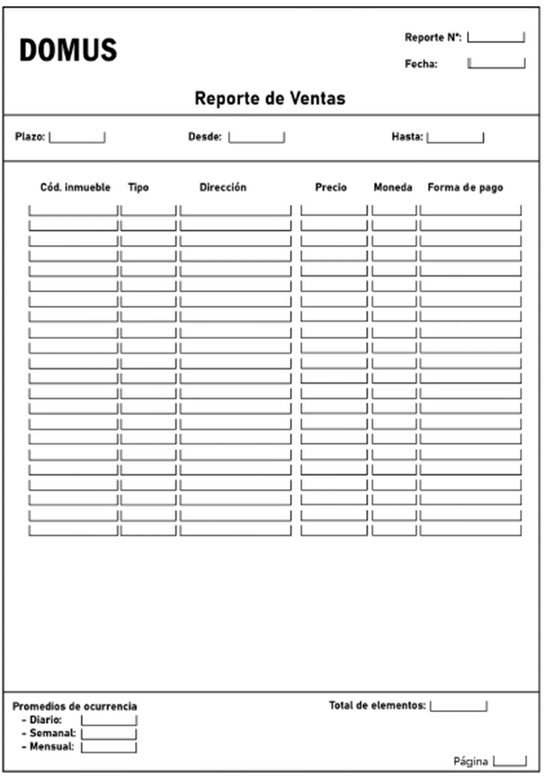 DOMUS
Reporte N°:
Fecha:
Reporte de Ventas
Plazo: Desde: Hasta:
Cód. inmueble Tipo Dirección Precio Moneda Forma de pago
Promedios de ocurrencia Total de elementos:
- Diario:
- Semanal:
- Mensual:
Página